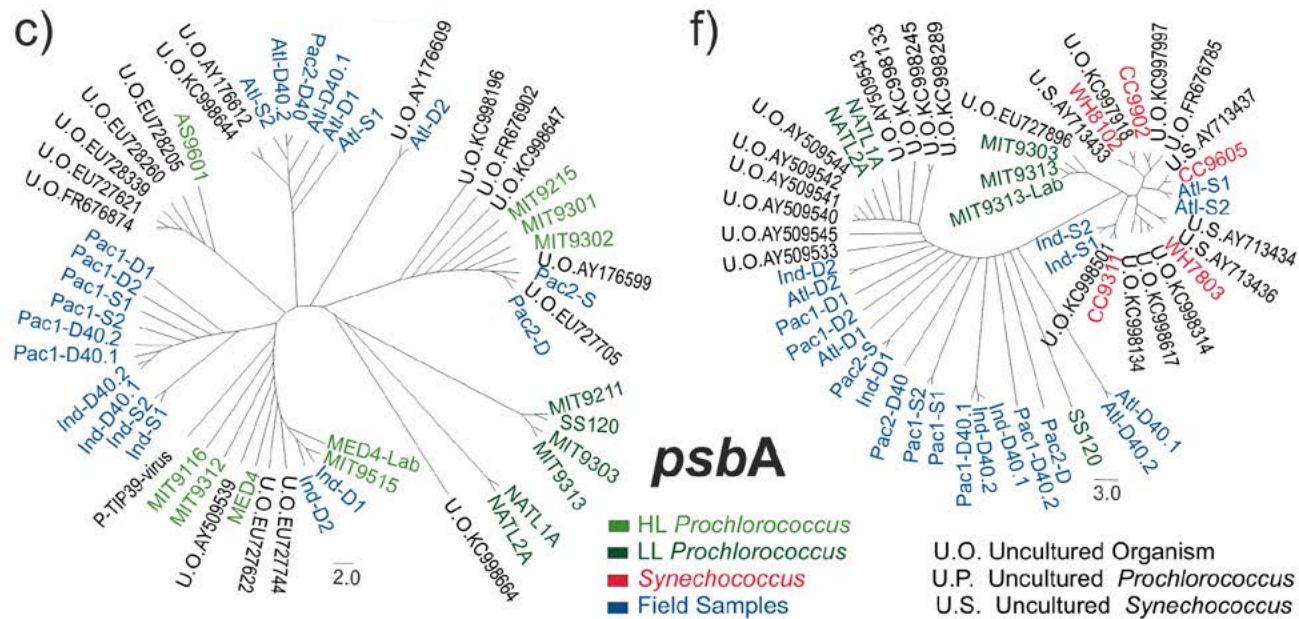 c)
U.O.FR676874
U.O.EU727621
U.O.EU728339
U.O.EU728260
U.O.EU728205
AS9601
U.O.KC998644
U.O.AY176612
Atl-S2
Atl-D40.2
Pac2-D40
Atl-D40.1
Atl-D1
Atl-S1
U.O.AY176609
Atl-D2
U.O.KC998196
U.O.FR676902
U.O.KC998647
MIT9215
MIT9301
MIT9302
U.O.AY176599
Pac2-S
U.O.EU727705
Pac2-D
MIT9211
SS120
MIT9303
MIT9313
NATL1A
NATL2A
U.O.KC998664
MED4-Lab
MIT9515
Ind-D1
Ind-D2
U.O.EU727744
U.O.EU727622
MED4
U.O.AY509539
MIT9312
MIT9116
P-TIP39-virus
Ind-S1
Ind-S2
Ind-D40.1
Ind-D40.2
Pac1-D40.1
Pac1-D40.2
Pac1-S2
Pac1-S1
Pac1-D2
Pac1-D1
2.0
f)
U.O.AY509533
U.O.AY509545
U.O.AY509540
U.O.AY509541
U.O.AY509542
U.O.AY509544
NATL2A
NATL1A
U.O.AY509543
U.O.KC998133
U.O.KC998245
U.O.KC998289
MIT9313-Lab
MIT9313
MIT9303
U.O.EU727896
U.S.AY713433
WH8102
U.O.KC997918
CC9902
U.O.KC997997
U.O.FR676785
U.S.AY713437
CC9605
Atl-S1
Atl-S2
U.S.AY713434
U.S.AY713436
WH7803
U.O.KC998314
U.O.KC998617
U.O.KC998134
CC9311
U.O.KC998501
Ind-S1
Ind-S2
Atl-D40.1
Atl-D40.2
SS120
Pac2-D
Pac1-D40.2
Ind-D40.1
Ind-D40.2
Pac1-D40.1
Pac1-S1
Pac1-S2
Pac2-D40
Ind-D1
Pac2-S
Atl-D1
Pac1-D2
Pac1-D1
Atl-D2
Ind-D2
3.0
psbA
HL Prochlorococcus
LL Prochlorococcus
Synechococcus
Field Samples
U.O. Uncultured Organism
U.P. Uncultured Prochlorococcus
U.S. Uncultured Synechococcus